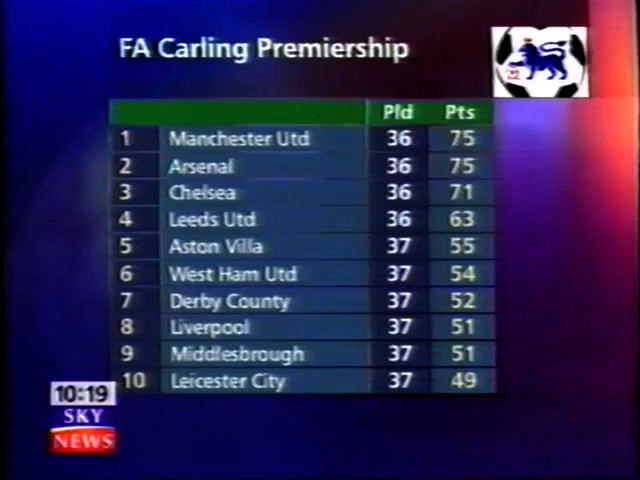 FA Carling Premiership
Pld Pts
1 Manchester Utd 36 75
2 Arsenal 36 75
3 Chelsea 36 71
4 Leeds Utd 36 63
5 Aston Villa 37 55
6 West Ham Utd 37 54
7 Derby County 37 52
8 Liverpool 37 51
9 Middlesbrough 37 51
10 Leicester City 37 49
10:19
SKY
NEWS